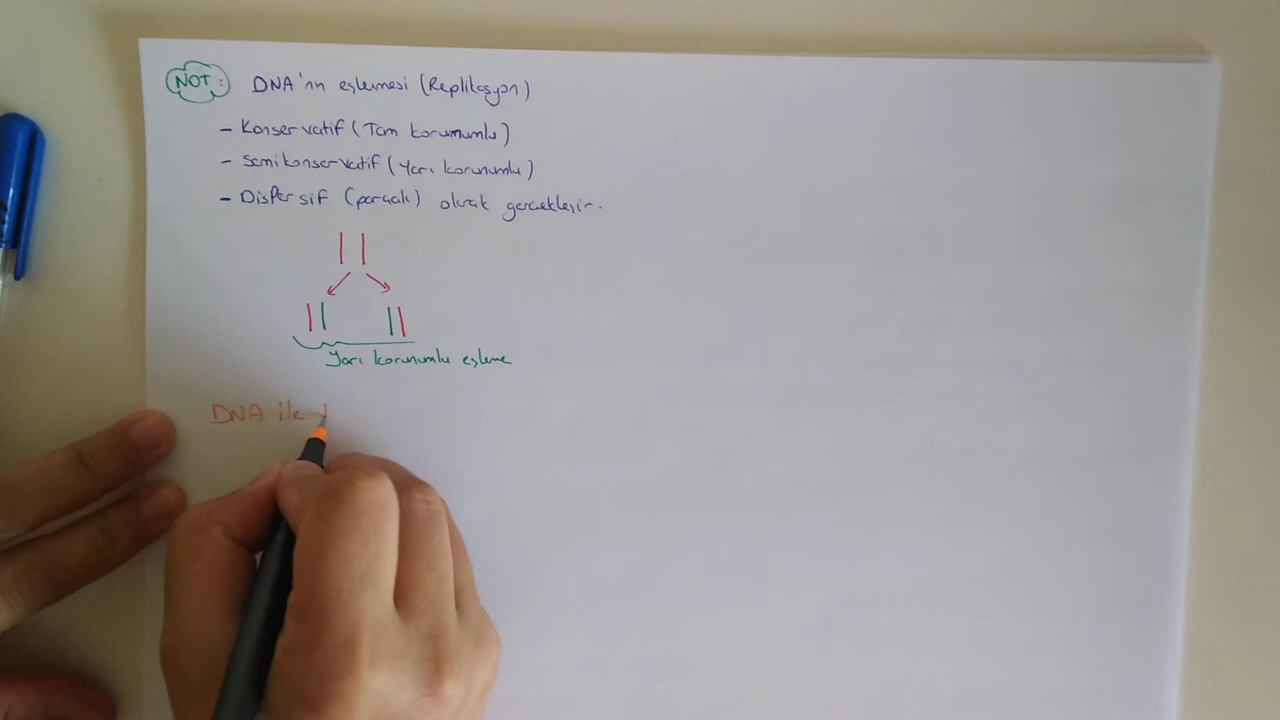 NOT: DNA'nın eşlemesi (Replikasyon)
- Konservatif (Tam korunumlu)
- Semikonservatif (Yarı korunumlu)
- Dispersif (parçalı) olarak gerçekleşir.
Yarı korunumlu eşleme
DNA ile